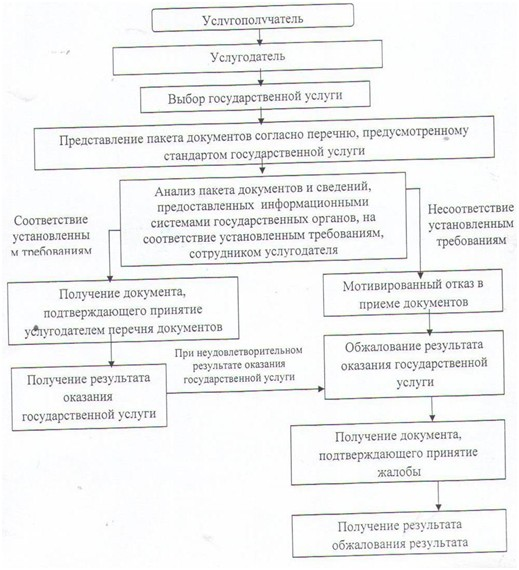 Услугополучатель
Услугодатель
Выбор государственной услуги
Представление пакета документов согласно перечню, предусмотренному
стандартом государственной услуги
Анализ пакета документов и сведений,
предоставленных информационными
системами государственных органов, на
соответствие установленным требованиям,
сотрудником услугодателя
Соответствие
установленны
м требованиям
Несоответствие
установленным
требованиям
Получение документа,
подтверждающего принятие
услугодателем перечня документов
Мотивированный отказ в
приеме документов
Получение результата
оказания
государственной услуги
При неудовлетворительном
результате оказания
государственной услуги
Обжалование результата
оказания государственной
услуги
Получение документа,
подтверждающего принятие
жалобы
Получение результата
обжалования результата